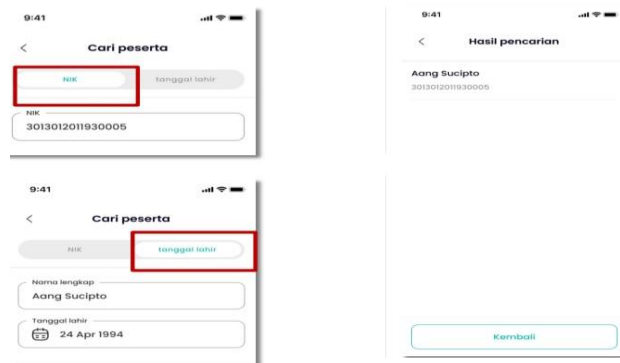 9:41
Cari peserta
NIK tanggal lahir
NIK
3013012011930005
9:41
Cari peserta
NIK tanggal lahir
Nama lengkap
Aang Sucipto
Tanggal lahir
24 Apr 1994
9:41
Hasil pencarian
Aang Sucipto
3013012011930005
Kembali